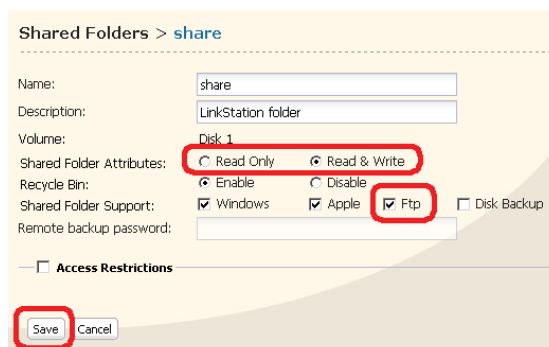 Shared Folders > share
Name: share
Description: LinkStation folder
Volume: Disk 1
Shared Folder Attributes: Read Only Read & Write
Recycle Bin: Enable Disable
Shared Folder Support: Windows Apple Ftp Disk Backup
Remote backup password:
Access Restrictions
Save Cancel